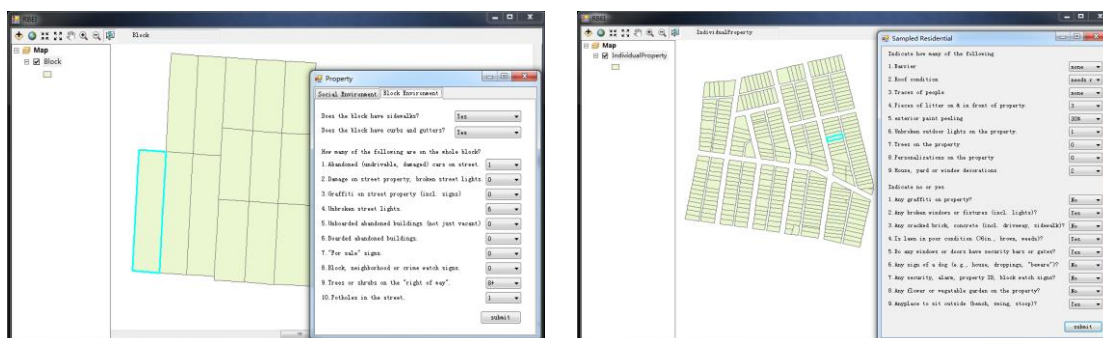 RBEI
Block
Map
Block
Property
Social Environment
Block Environment
Does the block have sidewalks? Yes
Does the block have curbs and gutters? Yes
How many of the following are on the whole block?
1.Abandoned (undrivable, damaged) cars on street. 1
2.Damage on street property, broken street lights. 0
3.Graffiti on street property (incl. signs) 0
4.Unbroken street lights. 6
5.Unboarded abandoned buildings (not just vacant) 0
6.Boarded abandoned buildings. 0
7."For sale" signs. 0
8.Block, neighborhood or crime watch signs. 0
9.Trees or shrubs on the "right of way". 8+
10.Potholes in the street. 1
submit
RBEI
IndividualProperty
Map
IndividualProperty
Sampled Residential
Indicate how many of the following
1.Barrier none
2.Roof condition needs r
3.Traces of people none
4.Pieces of litter on & in front of property 3
5.exterior paint peeling 30%
6.Unbroken outdoor lights on the property. 1
7.Trees on the property 0
8.Personalizations on the property 0
9.House, yard or window decorations
Indicate no or yes
1.Any graffiti on property? No
2.Any broken windows or fixtures (incl. lights)? Yes
3.Any cracked brick, concrete (incl. driveway, sidewalk)? No
4.Is lawn in poor condition (>6in., brown, weeds)? Yes
5.Do any windows or doors have security bars or gates? Yes
6.Any sign of a dog (e.g., house, droppings, "beware")? No
7.Any security, alarm, property ID, block watch signs? No
8.Any flower or vegetable garden on the property? No
9.Anyplace to sit outside (bench, swing, stoop)? Yes
submit